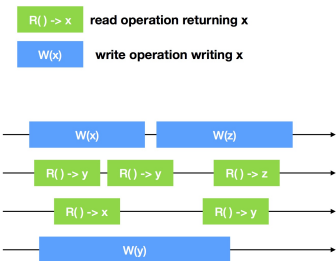 R( ) -> x read operation returning x
W(x) write operation writing x
W(x) W(z)
R( ) -> y R( ) -> y R( ) -> z
R( ) -> x R( ) -> y
W(y)